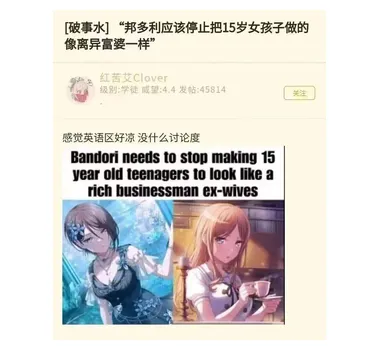 [破事水] “邦多利应该停止把15岁女孩子做的
像离异富婆一样”
红茜艾Clover
级别:学徒 威望:4.4 发帖:45814
关注
感觉英语区好凉 没什么讨论度
Bandori needs to stop making 15
year old teenagers to look like a
rich businessman ex-wives